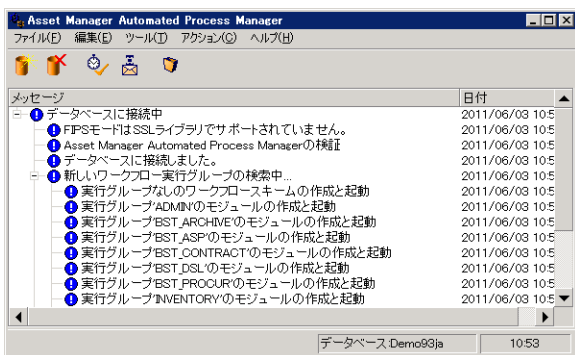 Asset Manager Automated Process Manager
ファイル(F) 編集(E) ツール(T) アクション(C) ヘルプ(H)
メッセージ 日付
データベースに接続中 2011/06/03 10:5
FIPSモードはSSLライブラリでサポートされていません。 2011/06/03 10:5
Asset Manager Automated Process Managerの検証 2011/06/03 10:5
データベースに接続しました。 2011/06/03 10:5
新しいワークフロー実行グループの検索中... 2011/06/03 10:5
実行グループなしのワークフロースキームの作成と起動 2011/06/03 10:5
実行グループ'ADMIN'のモジュールの作成と起動 2011/06/03 10:5
実行グループ'BST_ARCHIVE'のモジュールの作成と起動 2011/06/03 10:5
実行グループ'BST_ASP'のモジュールの作成と起動 2011/06/03 10:5
実行グループ'BST_CONTRACT'のモジュールの作成と起動 2011/06/03 10:5
実行グループ'BST_DSL'のモジュールの作成と起動 2011/06/03 10:5
実行グループ'BST_PROCUR'のモジュールの作成と起動 2011/06/03 10:5
実行グループ'INVENTORY'のモジュールの作成と起動 2011/06/03 10:5
データベース:Demo93ja 10:53